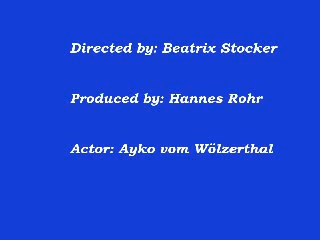 Directed by: Beatrix Stocker
Produced by: Hannes Rohr
Actor: Ayko vom Wölzerthal